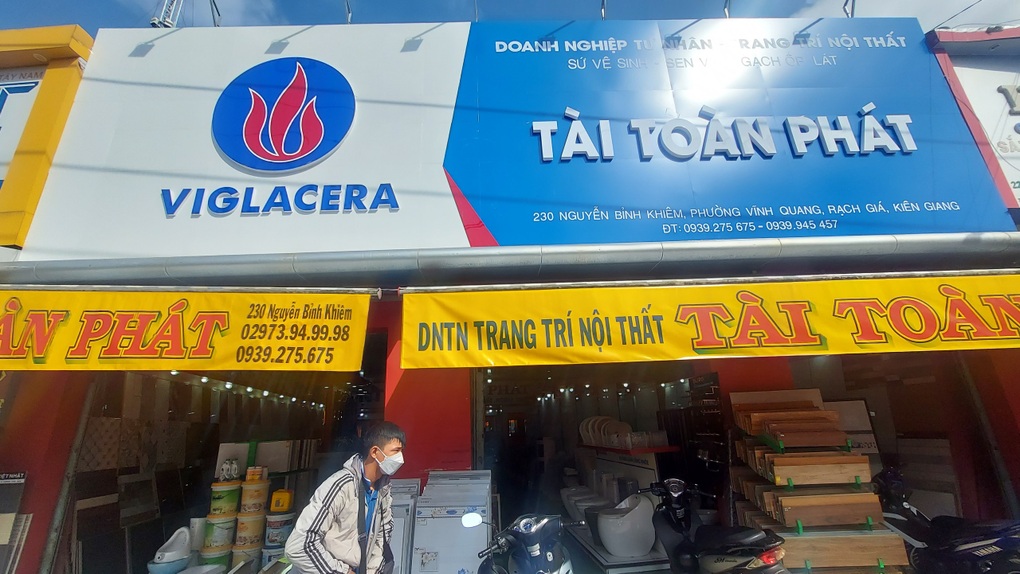 VIGLACERA
DOANH NGHIỆP TƯ NHÂN - TRANG TRÍ NỘI THẤT
SỨ VỆ SINH - SEN VÒI - GẠCH ỐP LÁT
TÀI TOÀN PHÁT
230 NGUYỄN BỈNH KHIÊM, PHƯỜNG VĨNH QUANG, RẠCH GIÁ, KIÊN GIANG
ĐT: 0939.275 675 - 0939.945 457
ÀN PHÁT
230 Nguyễn Bỉnh Khiêm
02973.94.99.98
0939.275.675
DNTN TRANG TRÍ NỘI THẤT
TÀI TOÀN
TÂY NAM